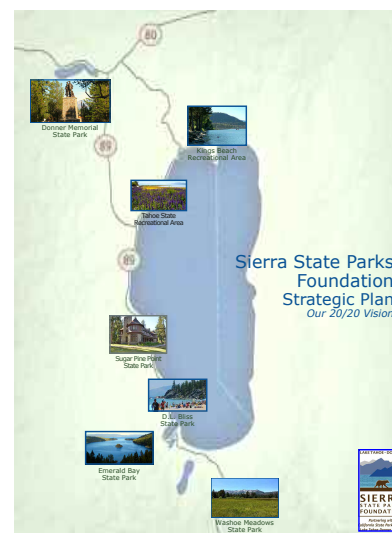 80
Donner Memorial
State Park
89
Kings Beach
Recreational Area
Tahoe State
Recreational Area
89
Sierra State Parks
Foundation
Strategic Plan
Our 20/20 Vision
Sugar Pine Point
State Park
D.L. Bliss
State Park
Emerald Bay
State Park
Washoe Meadows
State Park
SIERR
STATE PAR
FOUNDATI
Partnering wi